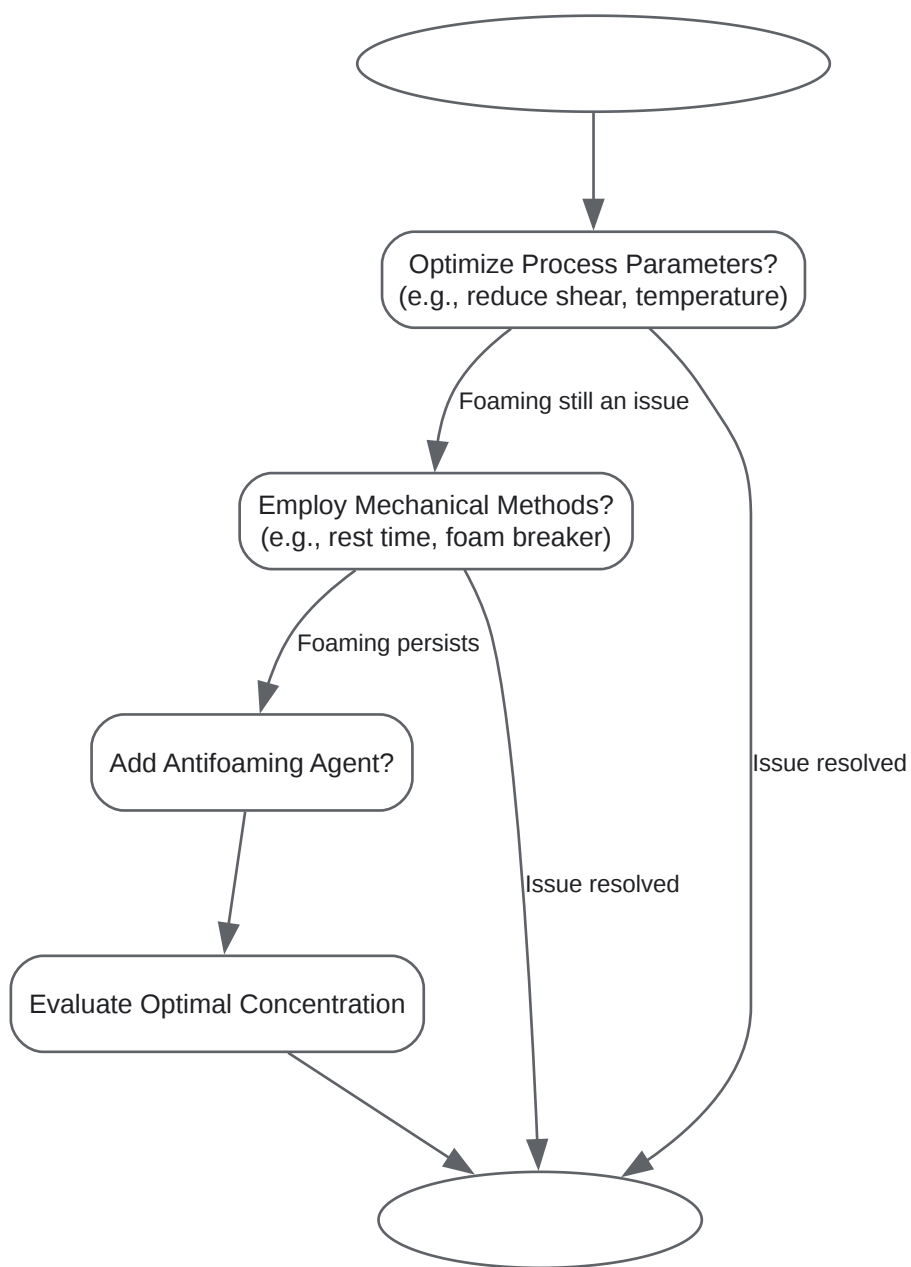 Optimize Process Parameters?
(e.g., reduce shear, temperature)
Foaming still an issue
Employ Mechanical Methods?
(e.g., rest time, foam breaker)
Foaming persists
Add Antifoaming Agent?
Issue resolved
Issue resolved
Evaluate Optimal Concentration